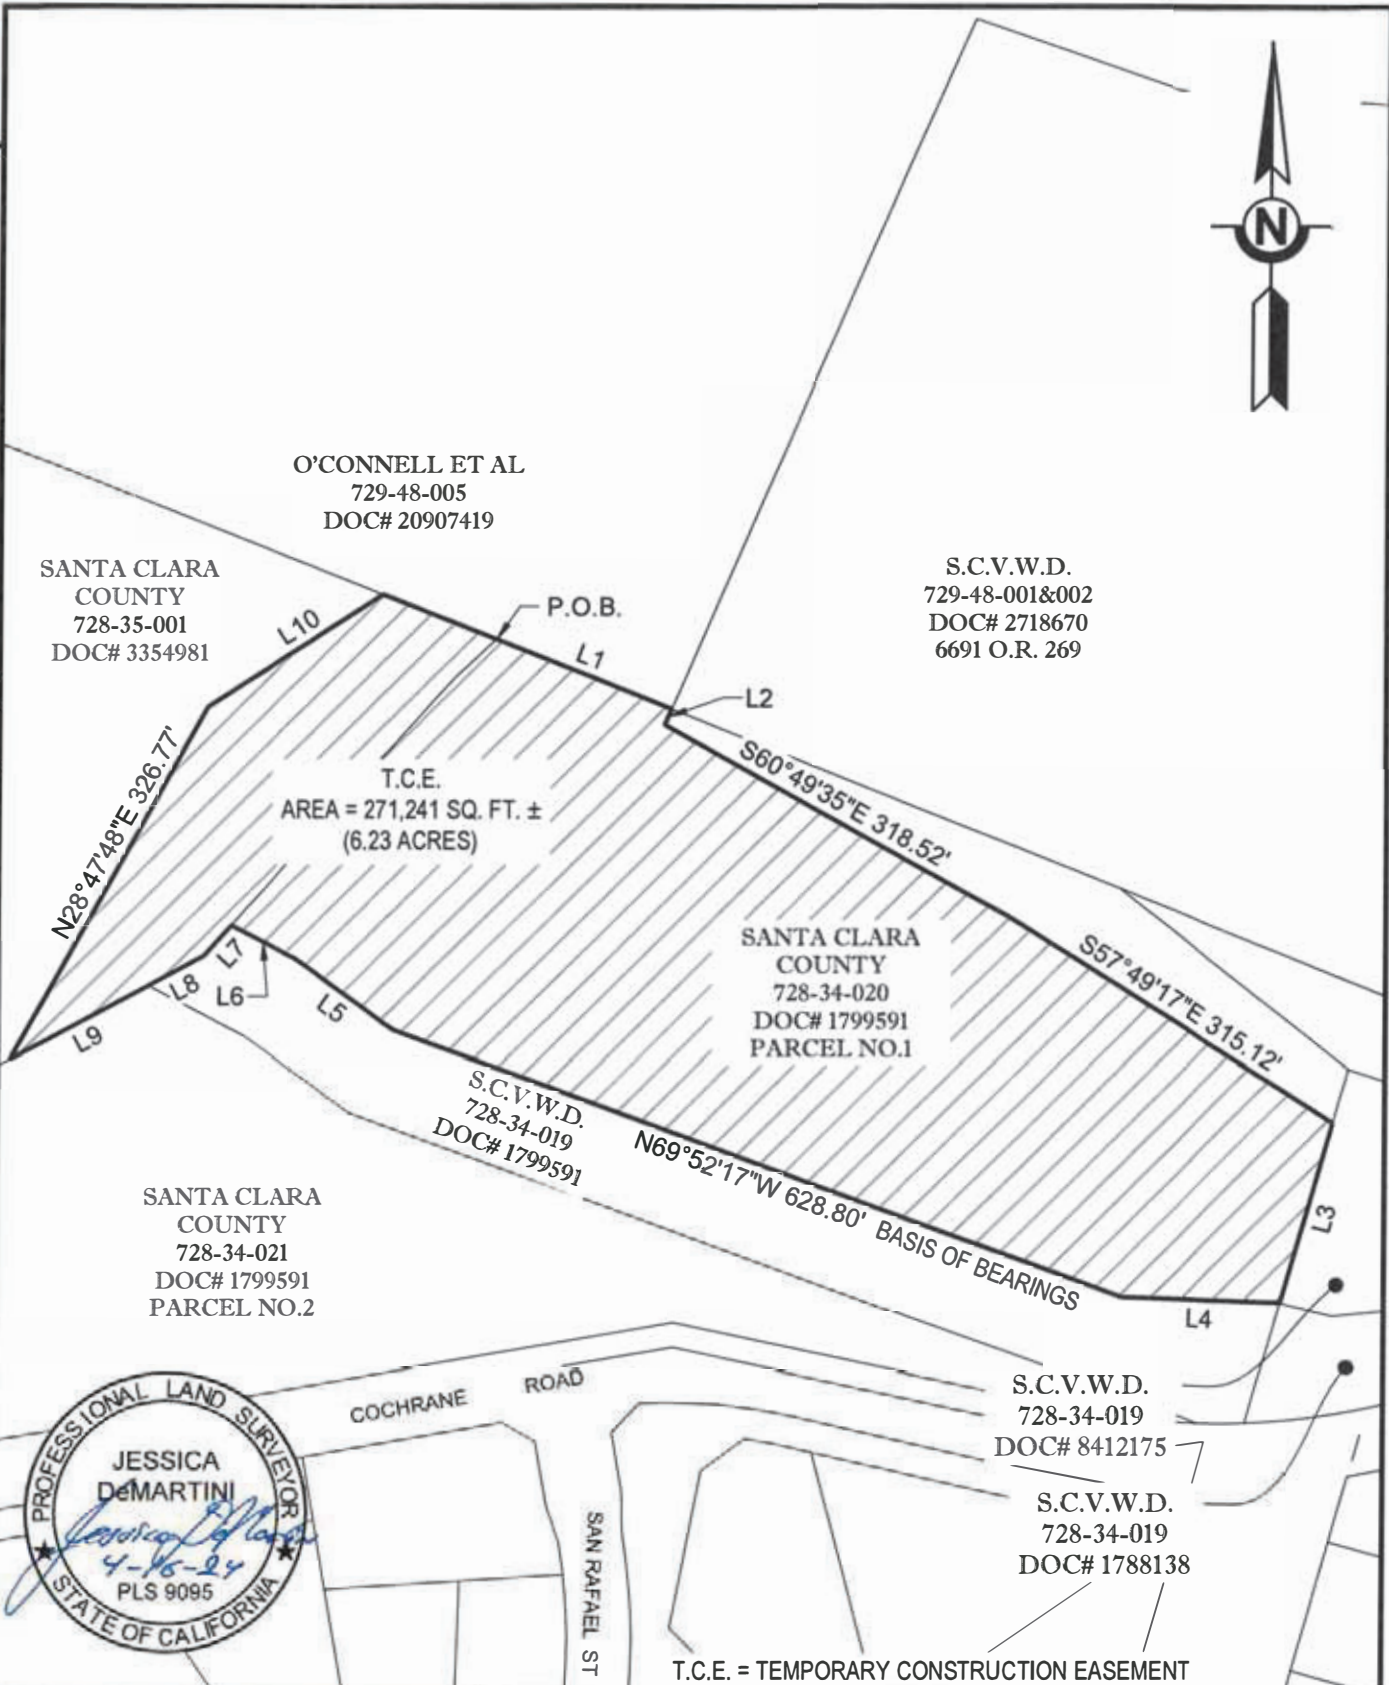 N
O'CONNELL ET AL
729-48-005
DOC# 20907419
SANTA CLARA
COUNTY
728-35-001
DOC# 3354981
S.C.V.W.D.
729-48-001&002
DOC# 2718670
6691 O.R. 269
L10
P.O.B.
L1
L2
N28°47'48"E 326.77'
S60°49'35"E 318.52'
T.C.E.
AREA = 271,241 SQ. FT. ±
(6.23 ACRES)
SANTA CLARA
COUNTY
728-34-020
DOC# 1799591
PARCEL NO.1
S57°49'17"E 315.12'
L7
L8
L6
L5
L9
S.C.V.W.D.
728-34-019
DOC# 1799591
N69°52'17"W 628.80' BASIS OF BEARINGS
L3
L4
SANTA CLARA
COUNTY
728-34-021
DOC# 1799591
PARCEL NO.2
COCHRANE ROAD
S.C.V.W.D.
728-34-019
DOC# 8412175
S.C.V.W.D.
728-34-019
DOC# 1788138
SAN RAFAEL ST
PROFESSIONAL LAND SURVEYOR
JESSICA
DeMARTINI
Jessica DeMartini
4-16-24
PLS 9095
STATE OF CALIFORNIA
T.C.E. = TEMPORARY CONSTRUCTION EASEMENT